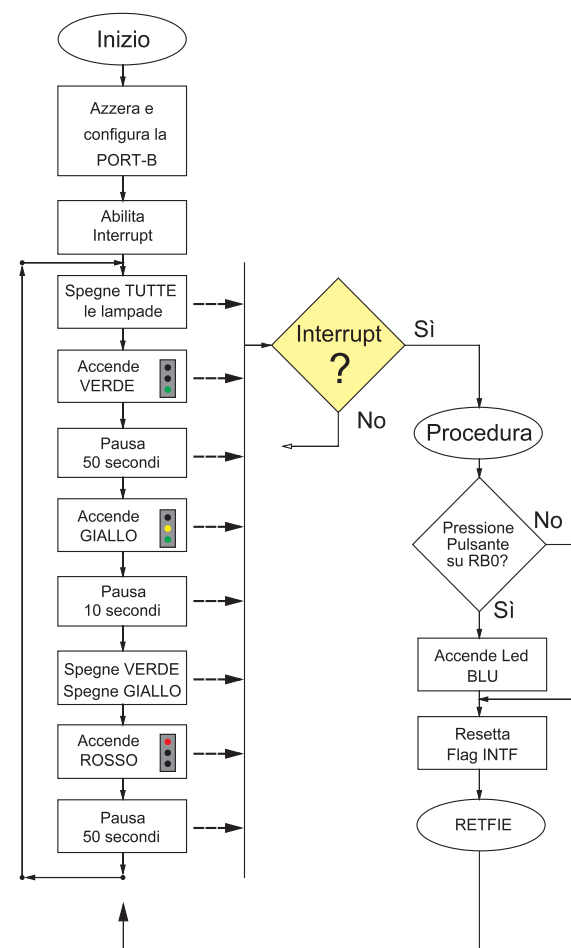 Inizio
Azzera e
configura la
PORT-B
Abilita
Interrupt
Spegne TUTTE
le lampade
Accende
VERDE
Pausa
50 secondi
Accende
GIALLO
Pausa
10 secondi
Spegne VERDE
Spegne GIALLO
Accende
ROSSO
Pausa
50 secondi
Interrupt
?
Sì
No
Procedura
Pressione
Pulsante
su RB0?
No
Sì
Accende Led
BLU
Resetta
Flag INTF
RETFIE